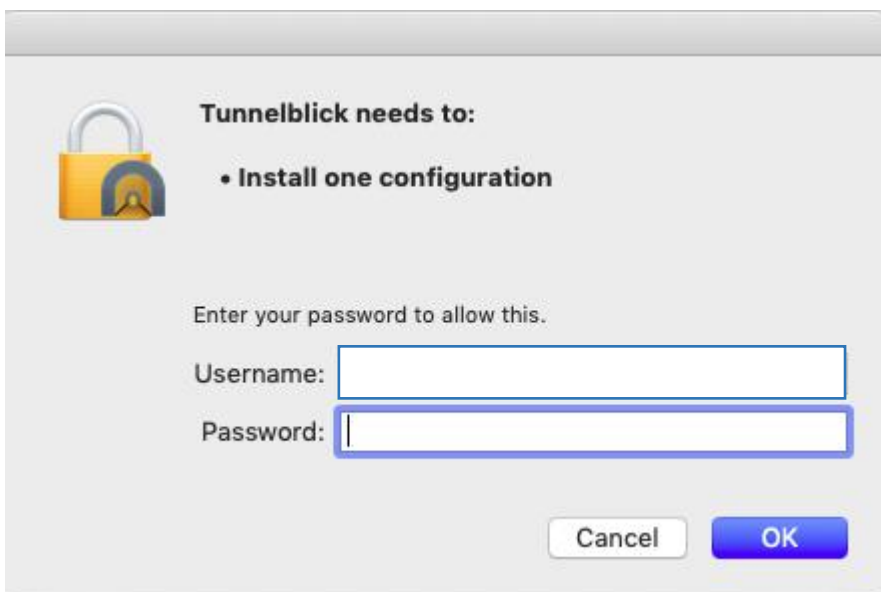 Tunnelblick needs to:
• Install one configuration
Enter your password to allow this.
Username:
Password:
Cancel OK